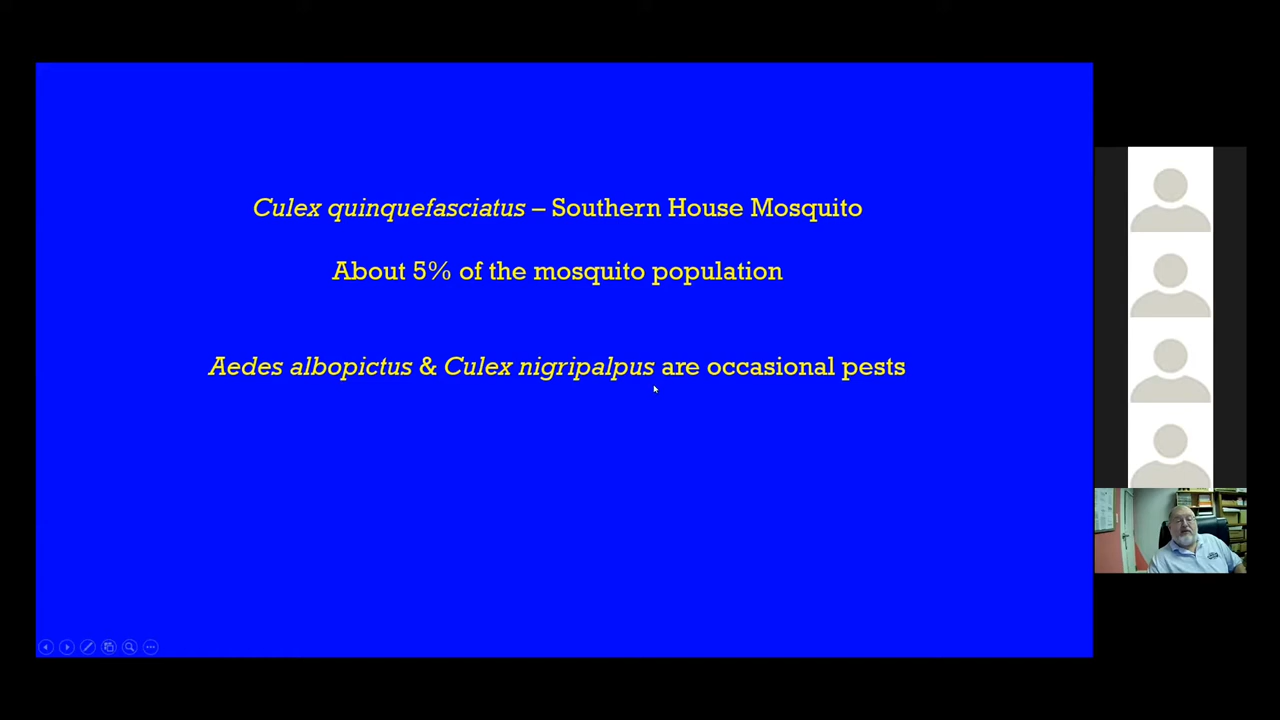 Culex quinquefasciatus – Southern House Mosquito
About 5% of the mosquito population
Aedes albopictus & Culex nigripalpus are occasional pests